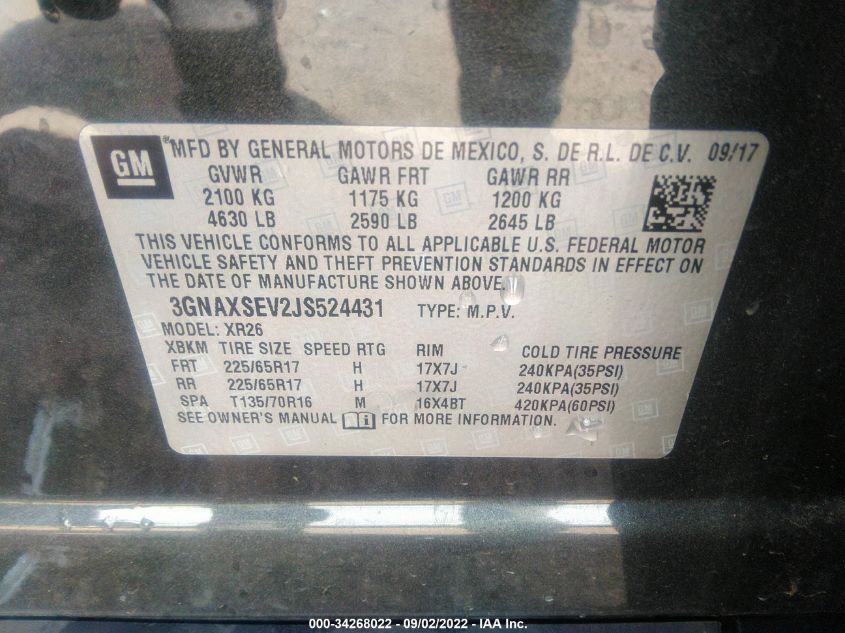 GM
® MFD BY GENERAL MOTORS DE MEXICO, S. DE R.L. DE C.V. 09/17
GVWR GAWR FRT GAWR RR
2100 KG 1175 KG 1200 KG
4630 LB 2590 LB 2645 LB
THIS VEHICLE CONFORMS TO ALL APPLICABLE U.S. FEDERAL MOTOR
VEHICLE SAFETY AND THEFT PREVENTION STANDARDS IN EFFECT ON
THE DATE OF MANUFACTURE SHOWN ABOVE.
3GNAXSEV2JS524431 TYPE: M.P.V.
MODEL: XR26
XBKM TIRE SIZE SPEED RTG RIM COLD TIRE PRESSURE
FRT 225/65R17 H 17X7J 240KPA(35PSI)
RR 225/65R17 H 17X7J 240KPA(35PSI)
SPA T135/70R16 M 16X4BT 420KPA(60PSI)
SEE OWNER'S MANUAL FOR MORE INFORMATION.
000-34268022 - 09/02/2022 - IAA Inc.